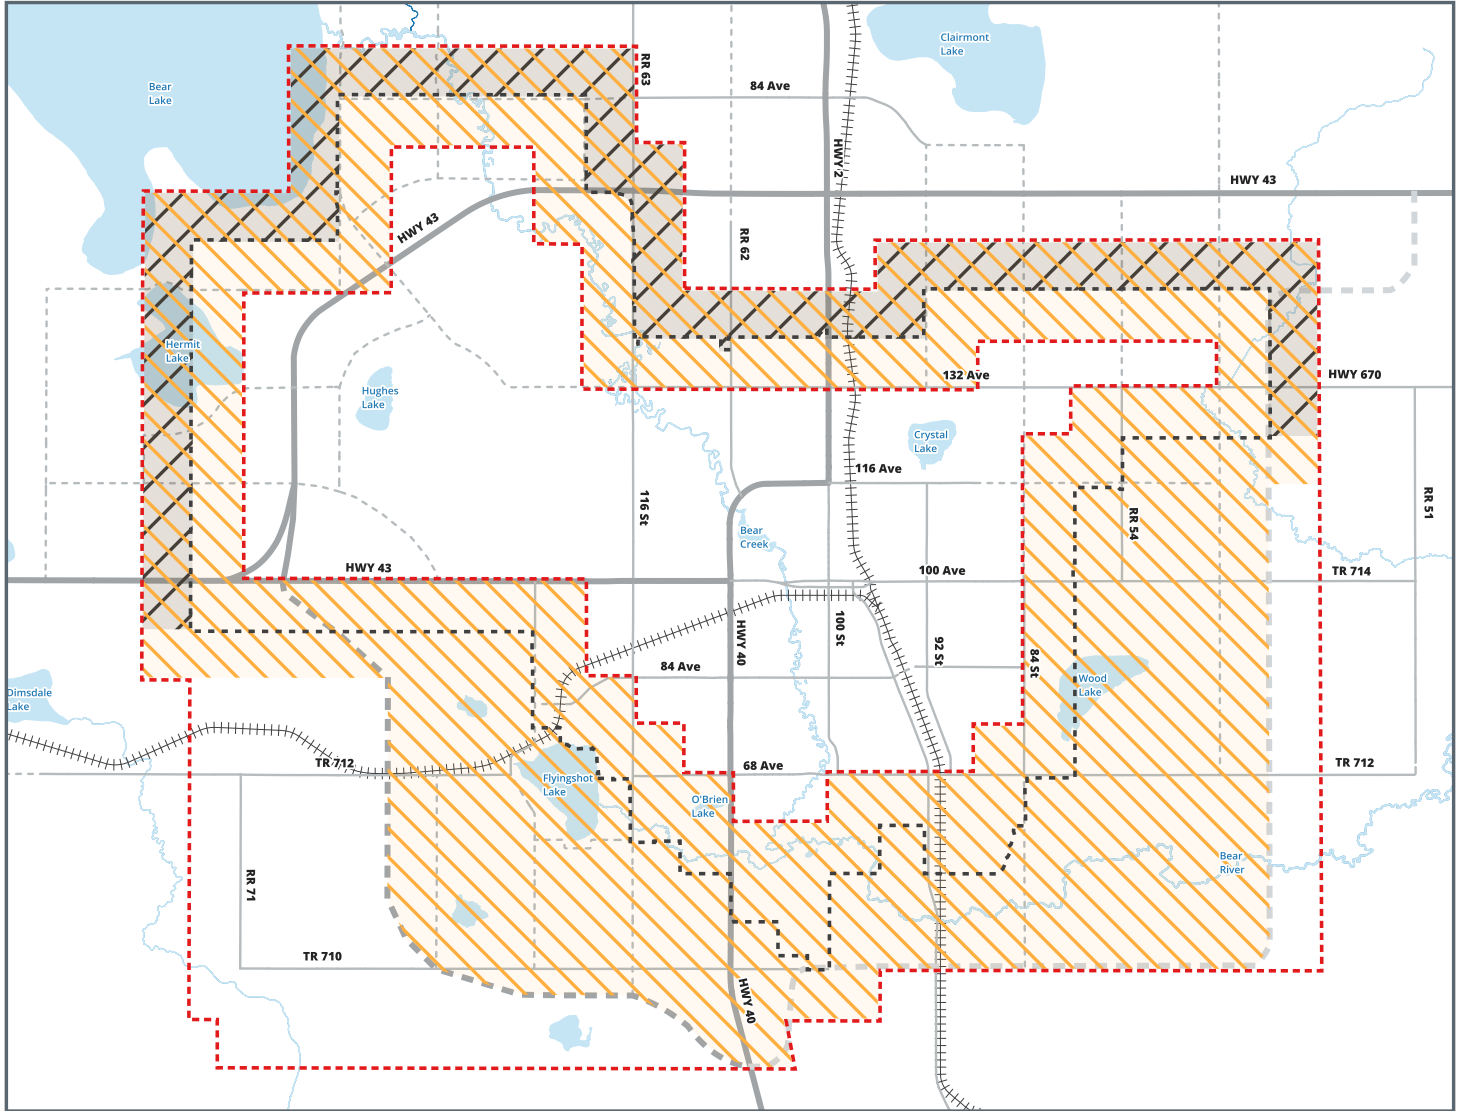 Clairmont
Lake
RR 63
84 Ave
Bear
Lake
HWY 2
HWY 43
HWY 43
RR 62
Hermit
Lake
132 Ave
HWY 670
Hughes
Lake
Crystal
Lake
116 Ave
116 St
RR 54
RR 51
Bear
Creek
HWY 43
100 Ave
TR 714
100 St
HWY 40
92 St
84 St
84 Ave
Wood
Lake
Dimsdale
Lake
TR 712
68 Ave
TR 712
Flyingshot
Lake
O'Brien
Lake
Bear
River
RR 71
TR 710
HWY 40